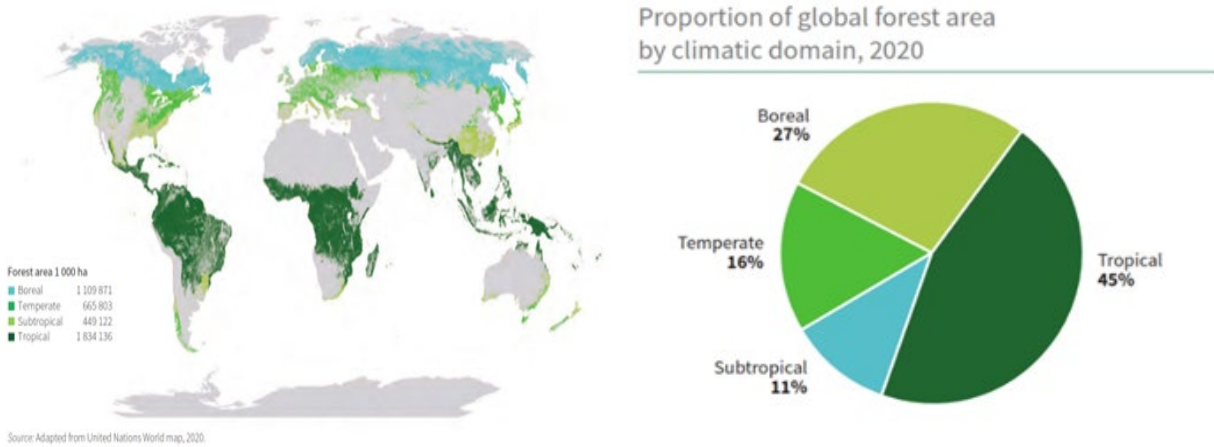 Forest area 1 000 ha
Boreal 1 109 871
Temperate 665 803
Subtropical 449 122
Tropical 1 834 136
Source: Adapted from United Nations World map, 2020.
Proportion of global forest area
by climatic domain, 2020
Boreal
27%
Temperate
16%
Subtropical
11%
Tropical
45%